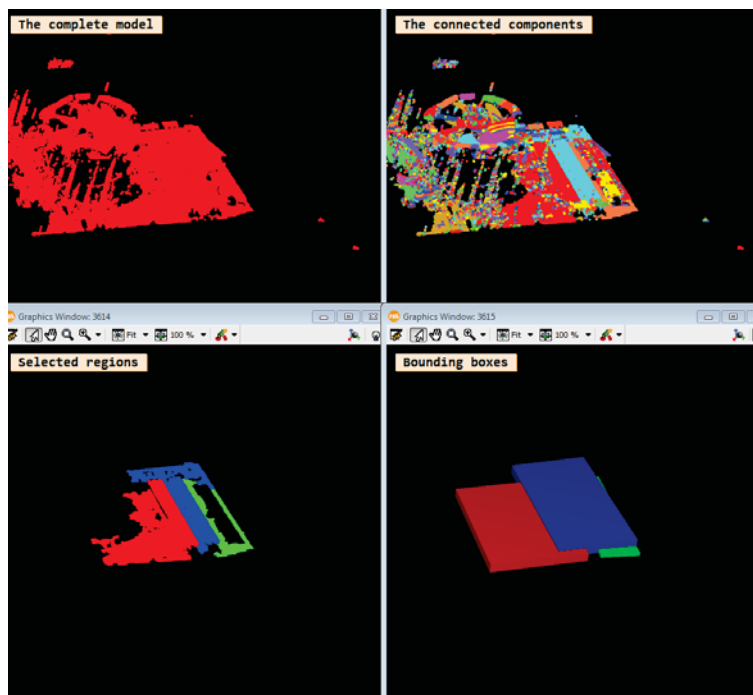 The complete model
The connected components
Graphics Window: 3614
Graphics Window: 3615
Fit
100 %
Fit
100 %
Selected regions
Bounding boxes